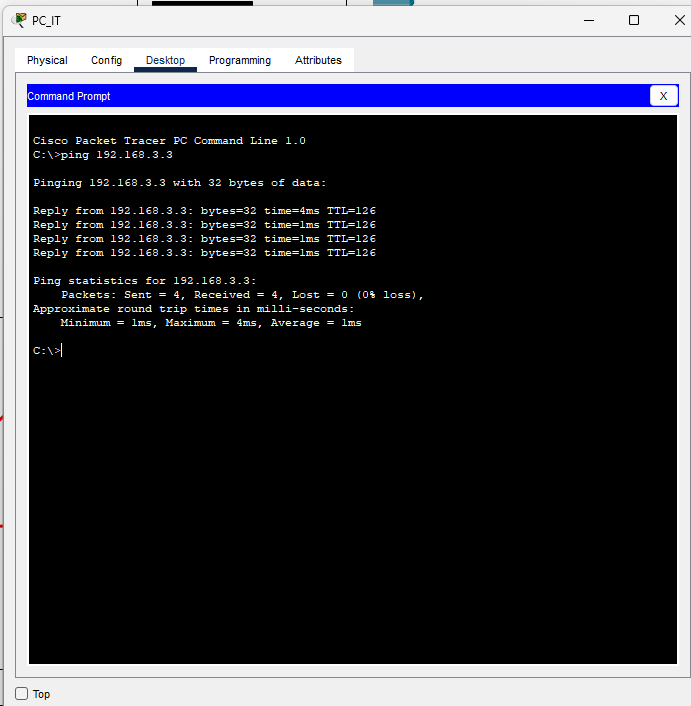 PC_IT
Physical Config Desktop Programming Attributes
Command Prompt X
Cisco Packet Tracer PC Command Line 1.0
C:\>ping 192.168.3.3
Pinging 192.168.3.3 with 32 bytes of data:
Reply from 192.168.3.3: bytes=32 time=4ms TTL=126
Reply from 192.168.3.3: bytes=32 time=1ms TTL=126
Reply from 192.168.3.3: bytes=32 time=1ms TTL=126
Reply from 192.168.3.3: bytes=32 time=1ms TTL=126
Ping statistics for 192.168.3.3:
Packets: Sent = 4, Received = 4, Lost = 0 (0% loss),
Approximate round trip times in milli-seconds:
Minimum = 1ms, Maximum = 4ms, Average = 1ms
C:\>
Top